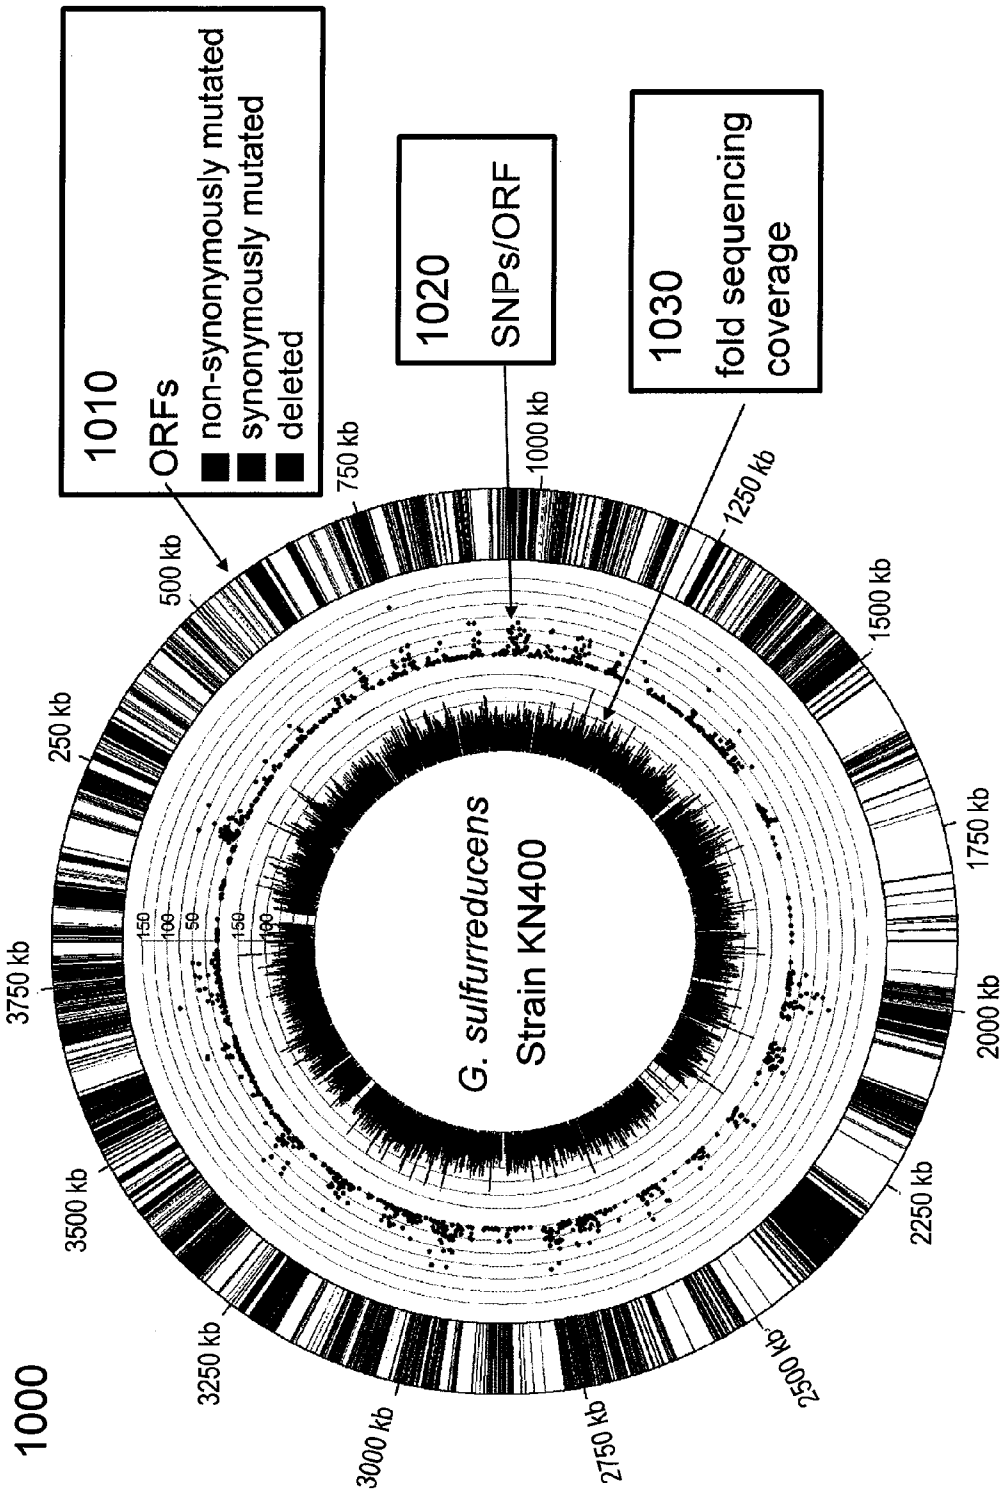 1000
1010
ORFs
non-synonymously mutated
synonymously mutated
deleted
1020
SNPs/ORF
1030
fold sequencing
coverage
G. sulfurreducens
Strain KN400
250 kb
500 kb
750 kb
1000 kb
1250 kb
1500 kb
1750 kb
2000 kb
2250 kb
2500 kb
2750 kb
3000 kb
3250 kb
3500 kb
3750 kb
150
100
50
150
100